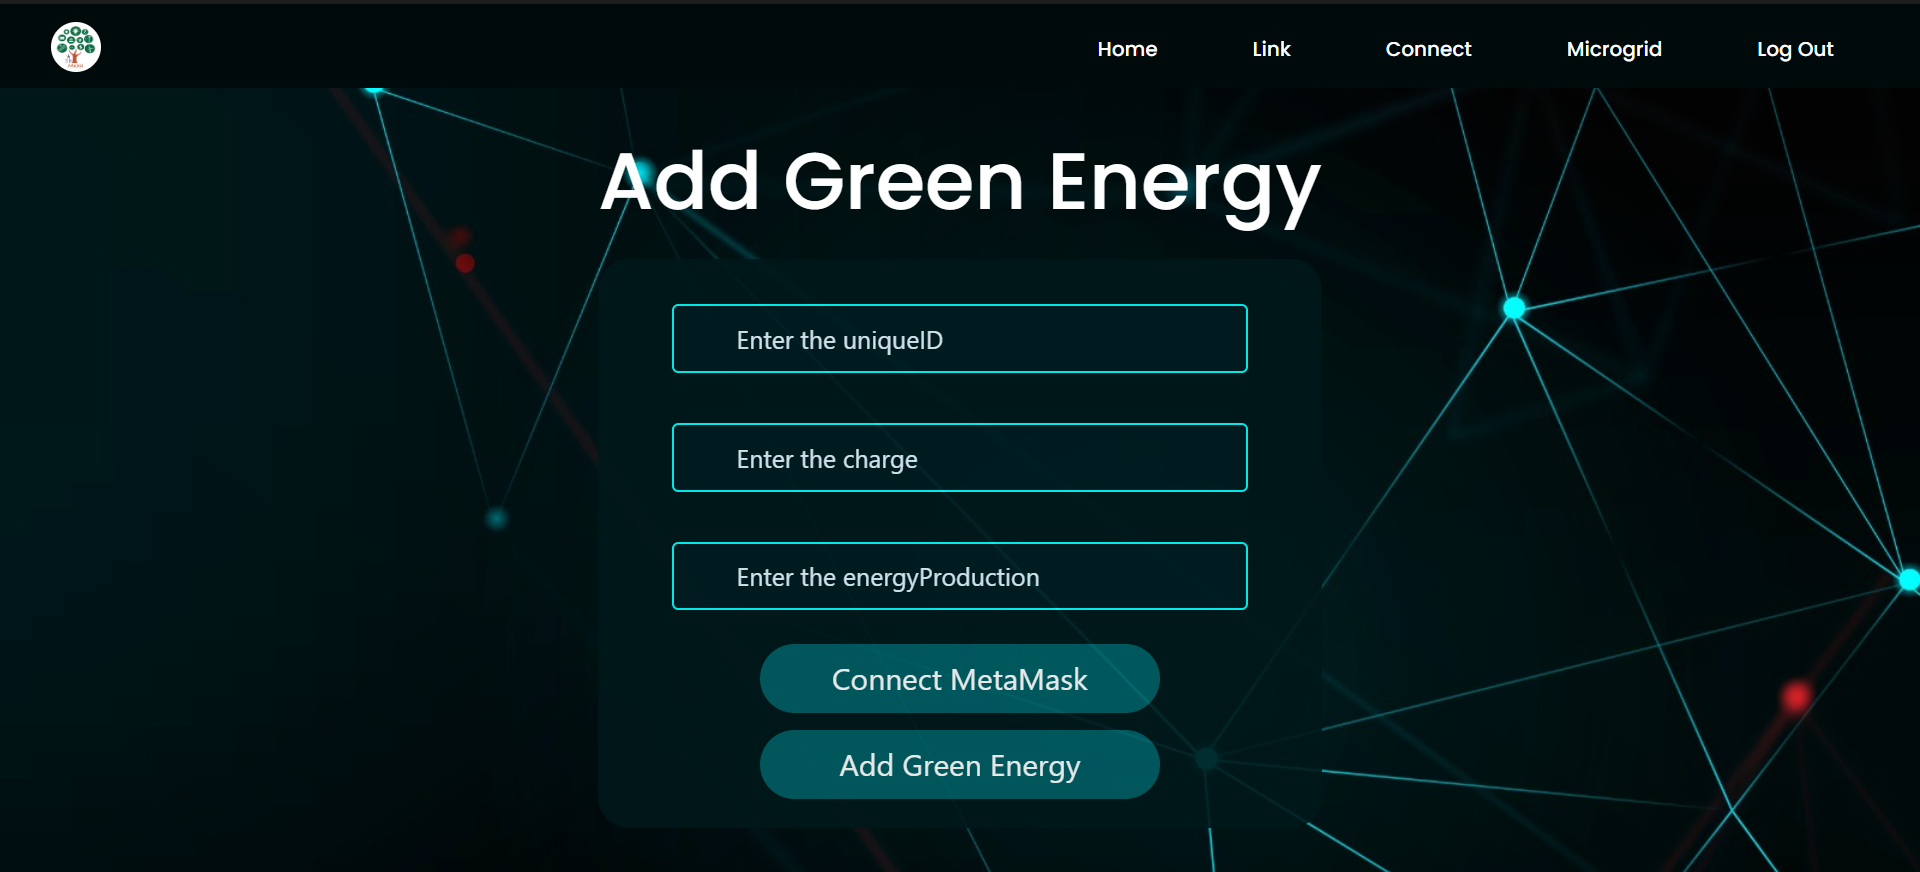 Home
Link
Connect
Microgrid
Log Out
Add Green Energy
Enter the uniqueID
Enter the charge
Enter the energyProduction
Connect MetaMask
Add Green Energy